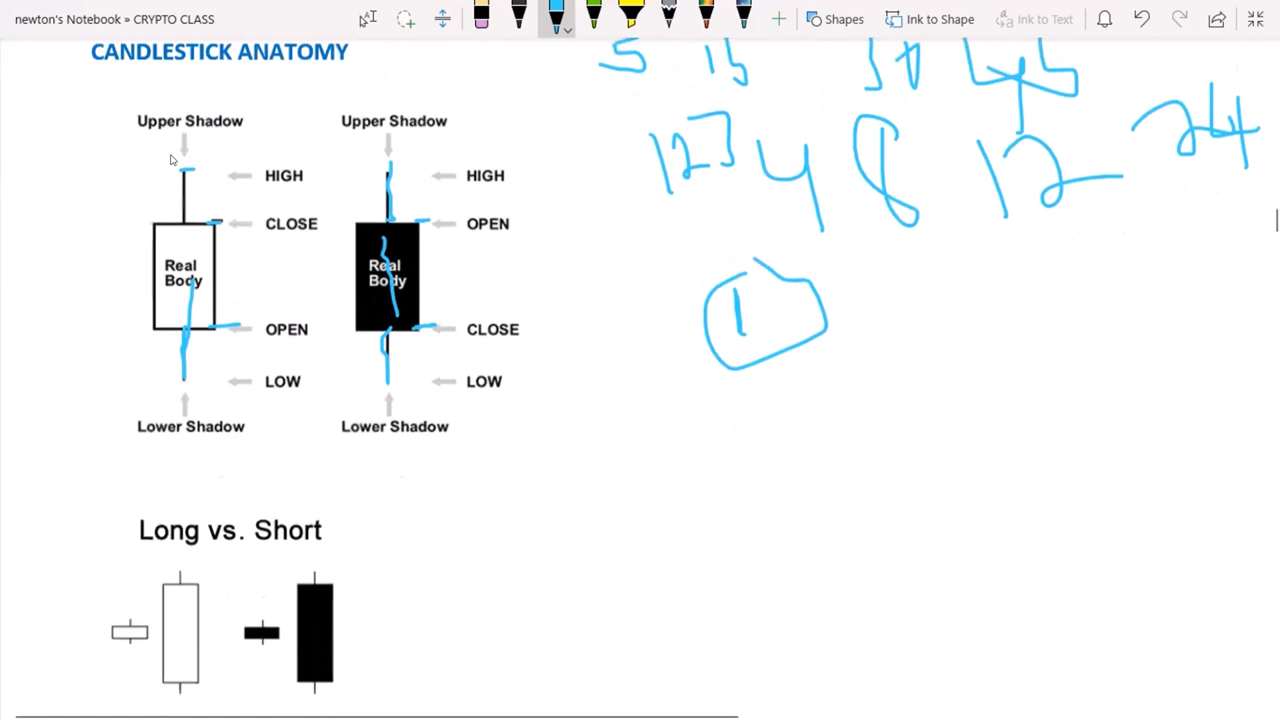 newton's Notebook » CRYPTO CLASS
Shapes
Ink to Shape
Ink to Text
CANDLESTICK ANATOMY
5 15 30 45
123 4 8 12 24
1
Upper Shadow Upper Shadow
HIGH HIGH
CLOSE OPEN
Real Real
Body Body
OPEN CLOSE
LOW LOW
Lower Shadow Lower Shadow
Long vs. Short